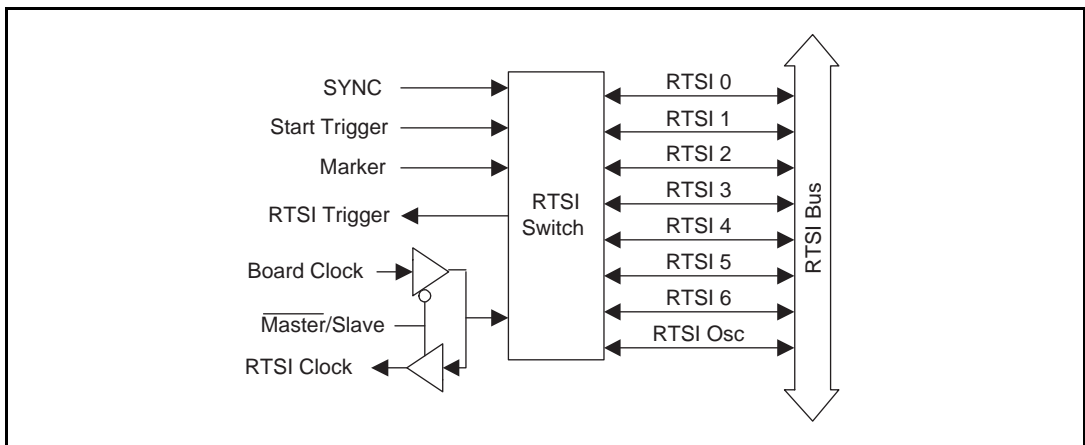 SYNC
Start Trigger
Marker
RTSI Trigger
Board Clock
Master/Slave
RTSI Clock
RTSI
Switch
RTSI 0
RTSI 1
RTSI 2
RTSI 3
RTSI 4
RTSI 5
RTSI 6
RTSI Osc
RTSI Bus